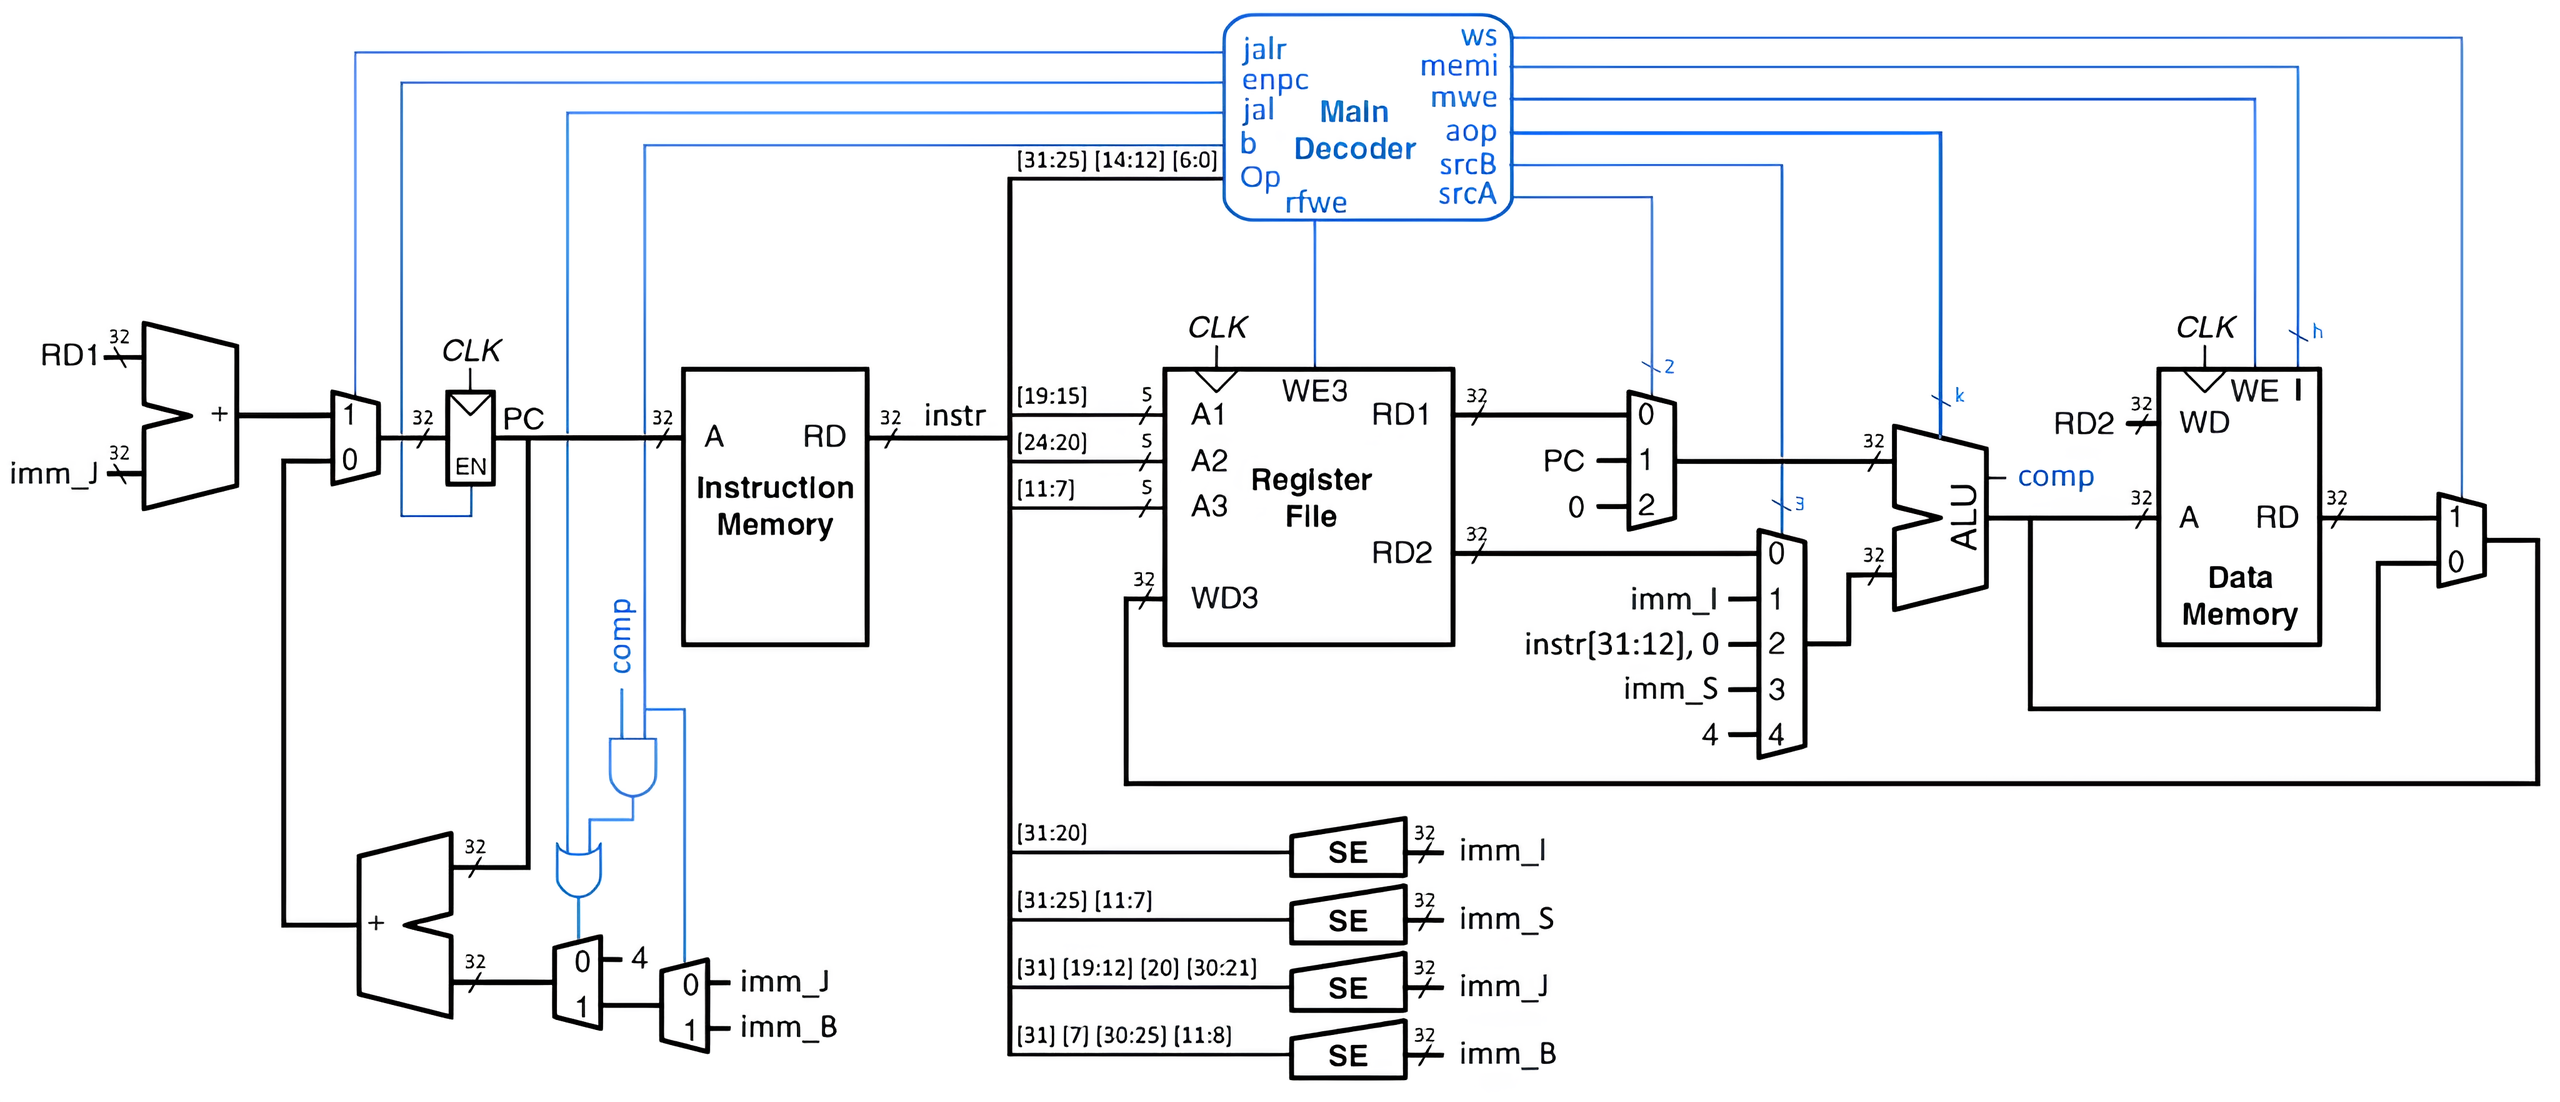 jalr
enpc
jal
b
Op
rfwe
MaIn
Decoder
ws
memi
mwe
aop
srcB
srcA
[31:25] [14:12] [6:0]
RD1
32
imm_J
32
+
1
0
32
CLK
PC
EN
32
A
RD
Instruction
Memory
32
instr
[19:15]
5
[24:20]
5
[11:7]
5
CLK
WE3
A1
A2
A3
RD1
Register
FIle
RD2
32
WD3
32
32
2
0
PC
1
0
2
3
0
imm_I
1
instr[31:12], 0
2
imm_S
3
4
4
32
32
k
ALU
comp
CLK
h
WE I
RD2
32
WD
32
A
RD
Data
Memory
32
1
0
comp
32
+
32
0
4
1
0
imm_J
1
imm_B
[31:20]
SE
32
imm_I
[31:25] [11:7]
SE
32
imm_S
[31] [19:12] [20] [30:21]
SE
32
imm_J
[31] [7] [30:25] [11:8]
SE
32
imm_B